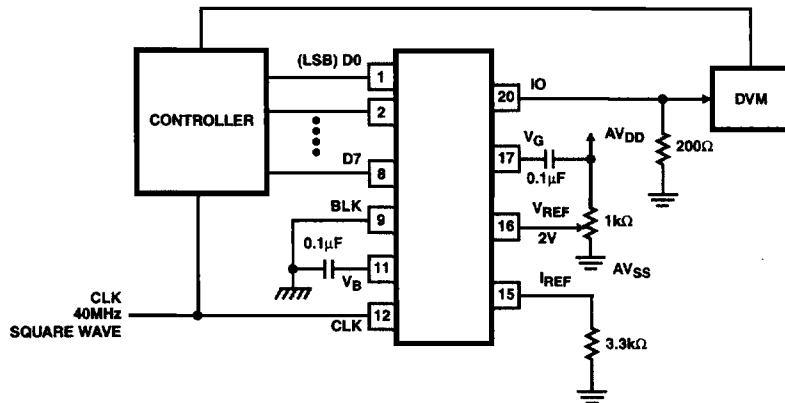 (LSB) D0
1
2
CONTROLLER
D7
8
BLK
9
0.1µF
11
V_B
CLK
40MHz
SQUARE WAVE
12
CLK
20
IO
DVM
17
V_G
0.1µF
AV_DD
200Ω
16
V_REF
2V
1kΩ
AV_SS
15
I_REF
3.3kΩ